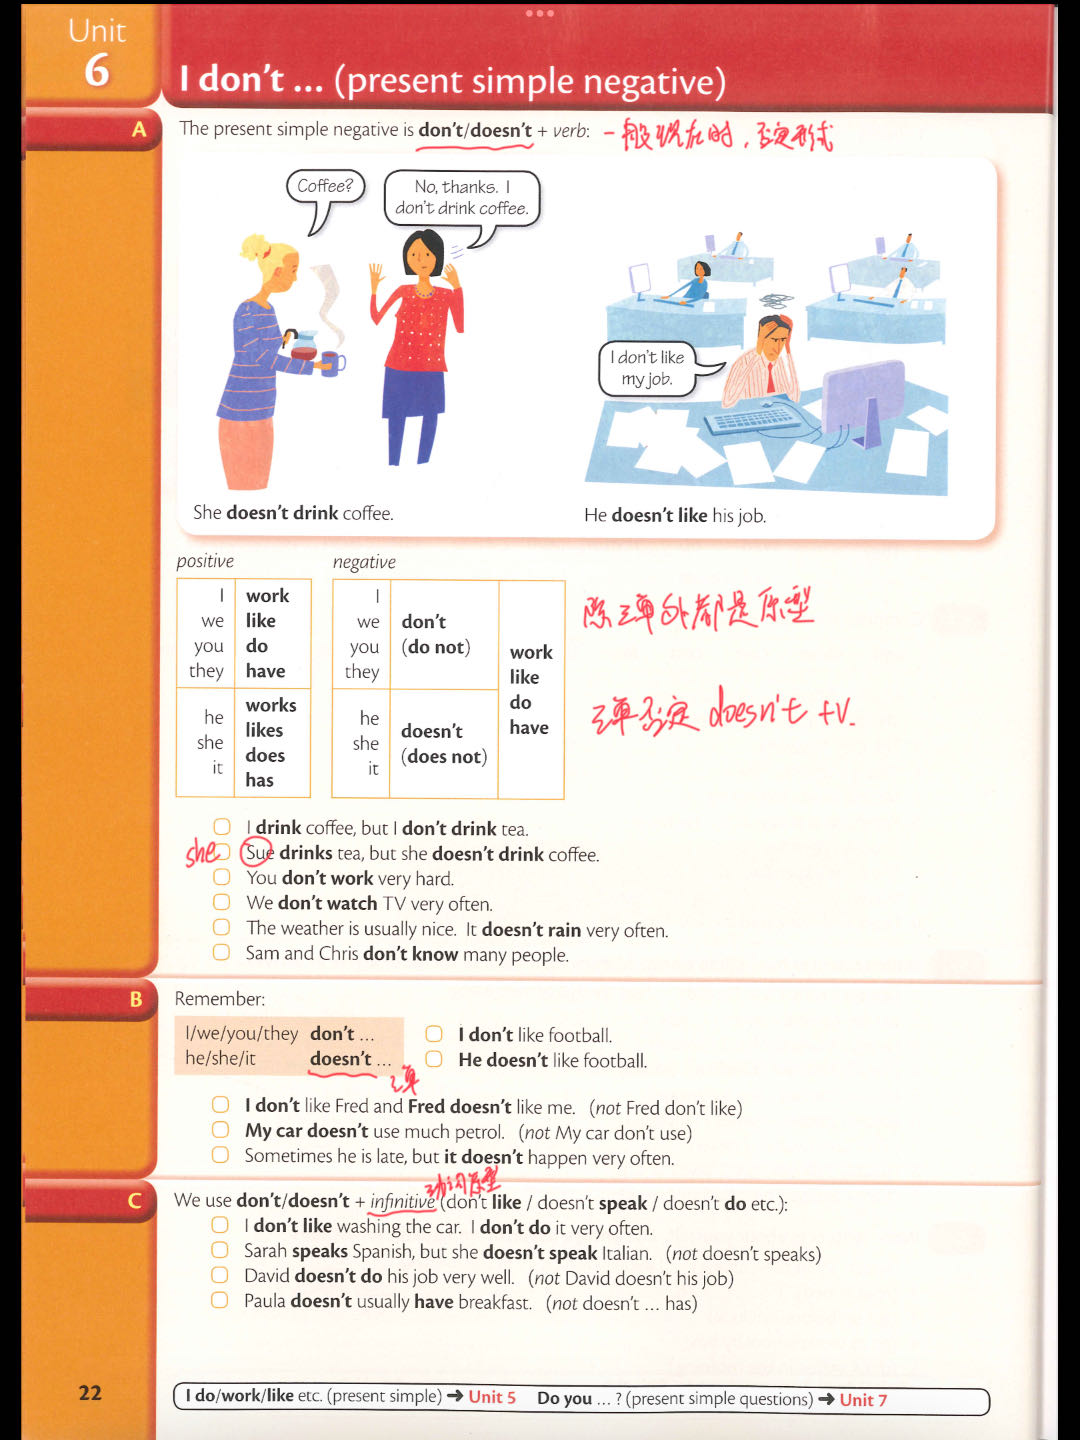 Unit
6
I don't ... (present simple negative)
A
The present simple negative is don't/doesn't + verb: 一般现在时，否定形式
Coffee?
No, thanks. I
don't drink coffee.
I don't like
my job.
She doesn't drink coffee.
He doesn't like his job.
positive
I
we
you
they
work
like
do
have
he
she
it
works
likes
does
has
negative
I
we
you
they
don't
(do not)
he
she
it
doesn't
(does not)
work
like
do
have
除三单外都是原型
三单否定 doesn't +V.
I drink coffee, but I don't drink tea.
she
Sue drinks tea, but she doesn't drink coffee.
You don't work very hard.
We don't watch TV very often.
The weather is usually nice. It doesn't rain very often.
Sam and Chris don't know many people.
B
Remember:
I/we/you/they don't ...
he/she/it doesn't ...
三单
I don't like football.
He doesn't like football.
I don't like Fred and Fred doesn't like me. (not Fred don't like)
My car doesn't use much petrol. (not My car don't use)
Sometimes he is late, but it doesn't happen very often.
动词原型
C
We use don't/doesn't + infinitive (don't like / doesn't speak / doesn't do etc.):
I don't like washing the car. I don't do it very often.
Sarah speaks Spanish, but she doesn't speak Italian. (not doesn't speaks)
David doesn't do his job very well. (not David doesn't his job)
Paula doesn't usually have breakfast. (not doesn't ... has)
22
I do/work/like etc. (present simple) ➜ Unit 5 Do you ... ? (present simple questions) ➜ Unit 7